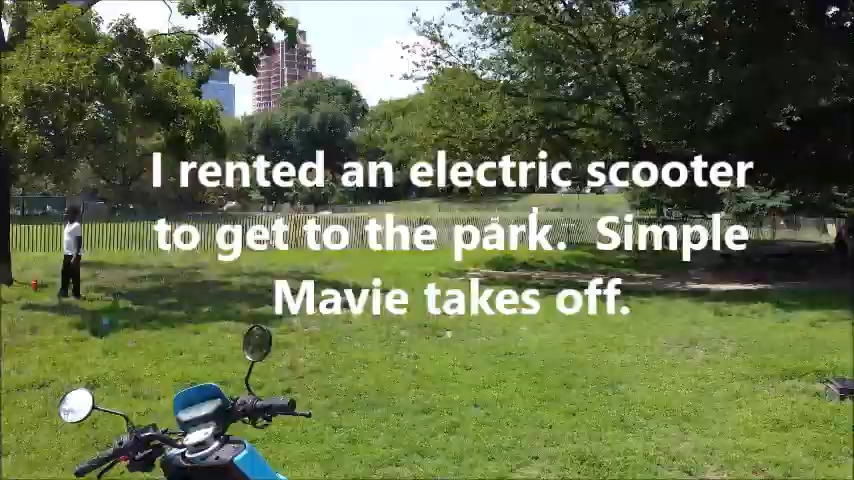 I rented an electric scooter
to get to the park.  Simple
Mavie takes off.